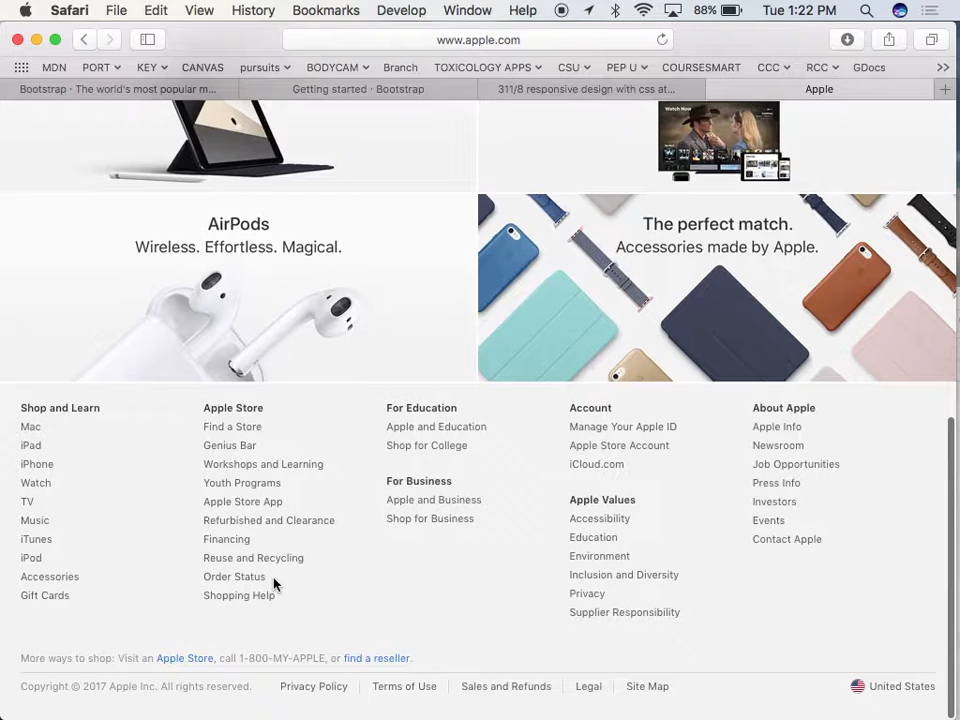 Safari File Edit View History Bookmarks Develop Window Help 88% Tue 1:22 PM
www.apple.com
MDN PORT KEY CANVAS pursuits BODYCAM Branch TOXICOLOGY APPS CSU PEP U COURSESMART CCC RCC GDocs
Bootstrap · The world's most popular m... Getting started · Bootstrap 311/8 responsive design with css at... Apple
Watch Now
AirPods
Wireless. Effortless. Magical.
The perfect match.
Accessories made by Apple.
Shop and Learn
Mac
iPad
iPhone
Watch
TV
Music
iTunes
iPod
Accessories
Gift Cards
Apple Store
Find a Store
Genius Bar
Workshops and Learning
Youth Programs
Apple Store App
Refurbished and Clearance
Financing
Reuse and Recycling
Order Status
Shopping Help
For Education
Apple and Education
Shop for College
For Business
Apple and Business
Shop for Business
Account
Manage Your Apple ID
Apple Store Account
iCloud.com
Apple Values
Accessibility
Education
Environment
Inclusion and Diversity
Privacy
Supplier Responsibility
About Apple
Apple Info
Newsroom
Job Opportunities
Press Info
Investors
Events
Contact Apple
More ways to shop: Visit an Apple Store, call 1-800-MY-APPLE, or find a reseller.
Copyright © 2017 Apple Inc. All rights reserved. Privacy Policy Terms of Use Sales and Refunds Legal Site Map United States